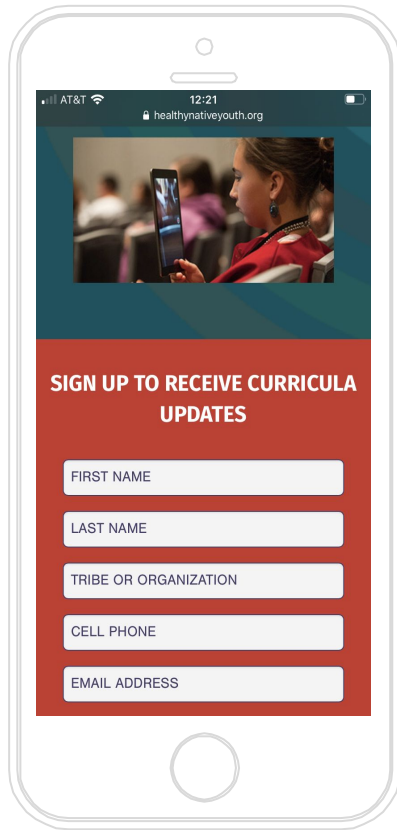 AT&T 12:21
healthynativeyouth.org
SIGN UP TO RECEIVE CURRICULA
UPDATES
FIRST NAME
LAST NAME
TRIBE OR ORGANIZATION
CELL PHONE
EMAIL ADDRESS